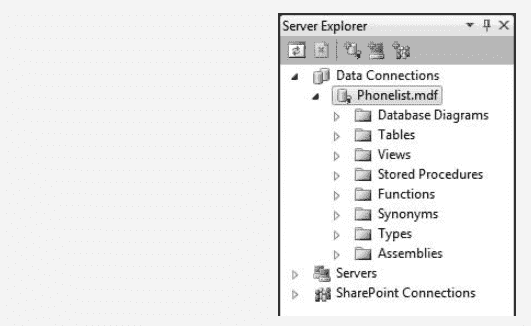 Server Explorer
Data Connections
Phonelist.mdf
Database Diagrams
Tables
Views
Stored Procedures
Functions
Synonyms
Types
Assemblies
Servers
SharePoint Connections